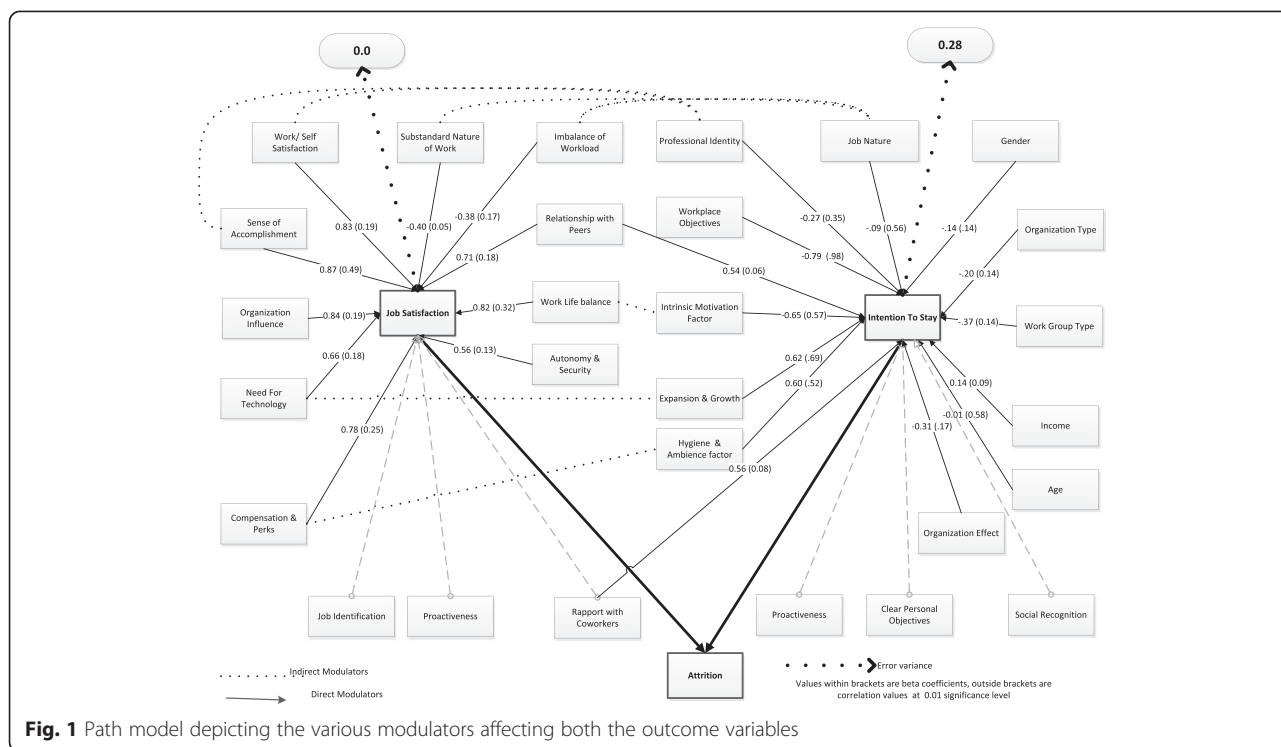 0.0
0.28
Work/ Self
Satisfaction
Substandard Nature
of Work
Imbalance of
Workload
Professional Identity
Job Nature
Gender
Sense of
Accomplishment
Relationship with
Peers
Workplace
Objectives
Organization Type
0.83 (0.19)
-0.40 (0.05)
-0.38 (0.17)
-0.27 (0.35)
-.09 (0.56)
-.14 (.14)
0.87 (0.49)
0.71 (0.18)
-0.79 (.98)
0.54 (0.06)
-.20 (0.14)
Organization
Influence
0.84 (0.19)
Job Satisfaction
0.82 (0.32)
Work Life balance
Intrinsic Motivation
Factor
-0.65 (0.57)
Intention To Stay
-.37 (0.14)
Work Group Type
0.66 (0.18)
0.56 (0.13)
Autonomy &
Security
0.62 (.69)
0.60 (.52)
Need For
Technology
Expansion & Growth
0.14 (0.09)
-0.01 (0.58)
-0.31 (.17)
Income
0.78 (0.25)
Hygiene &
Ambience factor
0.56 (0.08)
Age
Compensation &
Perks
Organization Effect
Job Identification
Proactiveness
Rapport with
Coworkers
Proactiveness
Clear Personal
Objectives
Social Recognition
Attrition
Indirect Modulators
Direct Modulators
Error variance
Values within brackets are beta coefficients, outside brackets are
correlation values at 0.01 significance level
Fig. 1 Path model depicting the various modulators affecting both the outcome variables